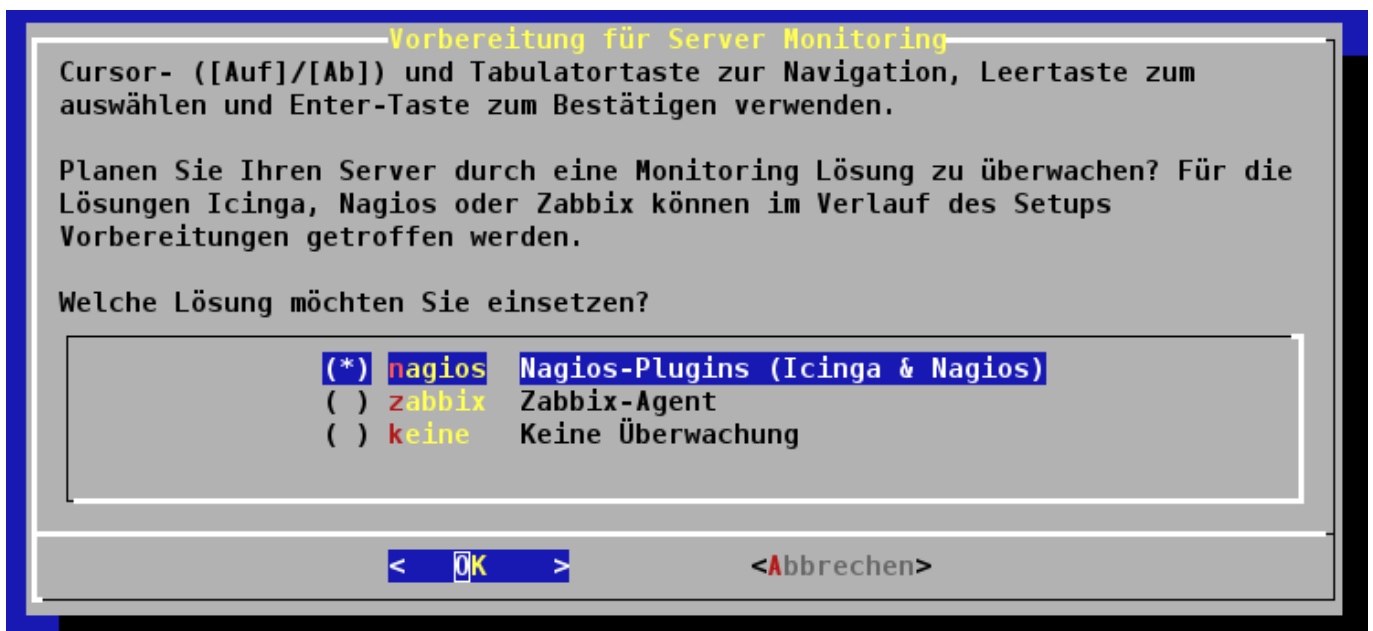 Vorbereitung für Server Monitoring
Cursor- ([Auf]/[Ab]) und Tabulatortaste zur Navigation, Leertaste zum
auswählen und Enter-Taste zum Bestätigen verwenden.
Planen Sie Ihren Server durch eine Monitoring Lösung zu überwachen? Für die
Lösungen Icinga, Nagios oder Zabbix können im Verlauf des Setups
Vorbereitungen getroffen werden.
Welche Lösung möchten Sie einsetzen?
(*) nagios Nagios-Plugins (Icinga & Nagios)
( ) zabbix Zabbix-Agent
( ) keine Keine Überwachung
< OK > <Abbrechen>